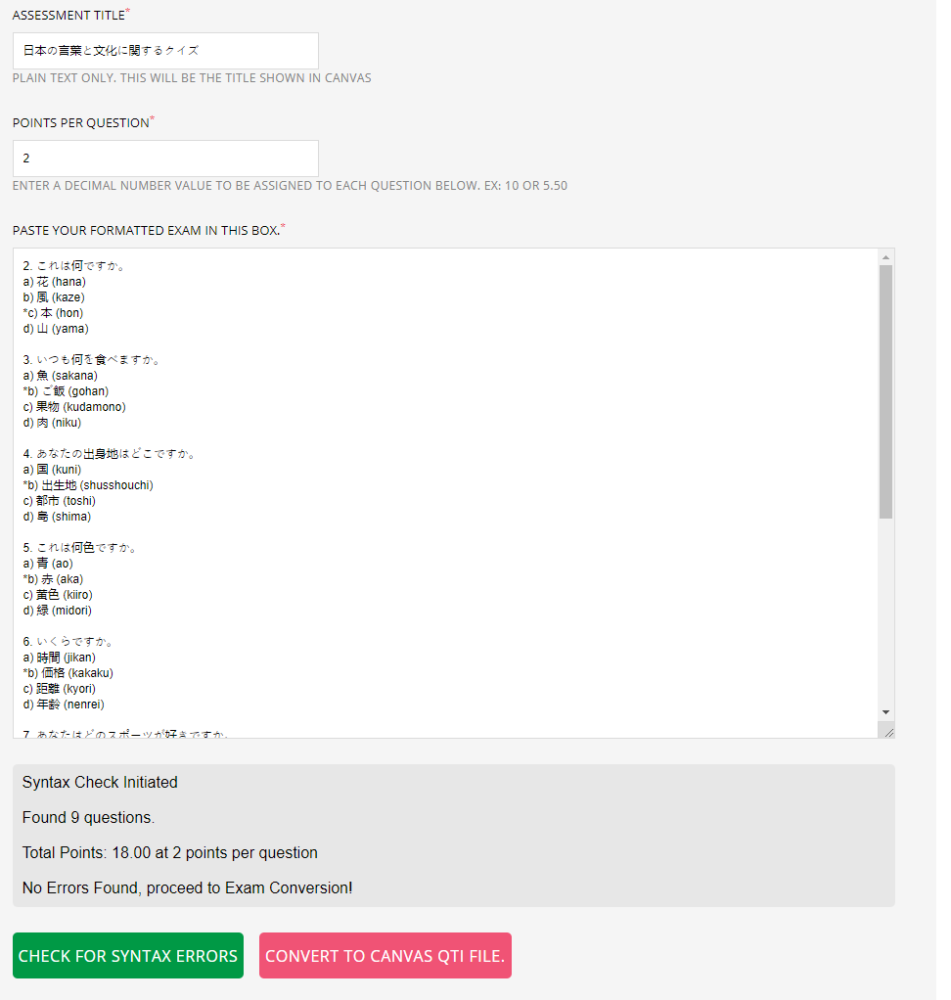 ASSESSMENT TITLE*
日本の言葉と文化に関するクイズ
PLAIN TEXT ONLY. THIS WILL BE THE TITLE SHOWN IN CANVAS
POINTS PER QUESTION*
2
ENTER A DECIMAL NUMBER VALUE TO BE ASSIGNED TO EACH QUESTION BELOW. EX: 10 OR 5.50
PASTE YOUR FORMATTED EXAM IN THIS BOX.*
2. これは何ですか。
a) 花 (hana)
b) 風 (kaze)
*c) 本 (hon)
d) 山 (yama)
3. いつも何を食べますか。
a) 魚 (sakana)
*b) ご飯 (gohan)
c) 果物 (kudamono)
d) 肉 (niku)
4. あなたの出身地はどこですか。
a) 国 (kuni)
*b) 出生地 (shusshouchi)
c) 都市 (toshi)
d) 島 (shima)
5. これは何色ですか。
a) 青 (ao)
*b) 赤 (aka)
c) 黄色 (kiiro)
d) 緑 (midori)
6. いくらですか。
a) 時間 (jikan)
*b) 価格 (kakaku)
c) 距離 (kyori)
d) 年齢 (nenrei)
7. あなたはどのスポーツが好きですか。
Syntax Check Initiated
Found 9 questions.
Total Points: 18.00 at 2 points per question
No Errors Found, proceed to Exam Conversion!
CHECK FOR SYNTAX ERRORS
CONVERT TO CANVAS QTI FILE.